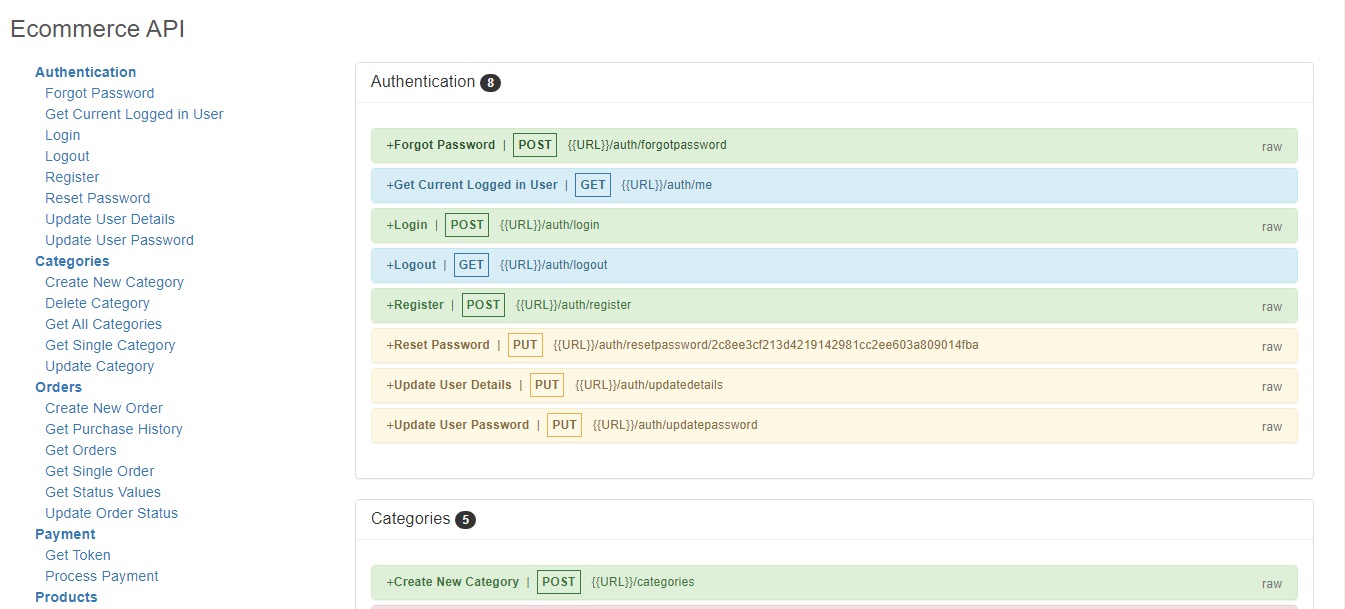 Ecommerce API
Authentication
Forgot Password
Get Current Logged in User
Login
Logout
Register
Reset Password
Update User Details
Update User Password
Categories
Create New Category
Delete Category
Get All Categories
Get Single Category
Update Category
Orders
Create New Order
Get Purchase History
Get Orders
Get Single Order
Get Status Values
Update Order Status
Payment
Get Token
Process Payment
Products
Authentication 8
+Forgot Password | POST {{URL}}/auth/forgotpassword raw
+Get Current Logged in User | GET {{URL}}/auth/me
+Login | POST {{URL}}/auth/login raw
+Logout | GET {{URL}}/auth/logout
+Register | POST {{URL}}/auth/register raw
+Reset Password | PUT {{URL}}/auth/resetpassword/2c8ee3cf213d4219142981cc2ee603a809014fba raw
+Update User Details | PUT {{URL}}/auth/updatedetails raw
+Update User Password | PUT {{URL}}/auth/updatepassword raw
Categories 5
+Create New Category | POST {{URL}}/categories raw